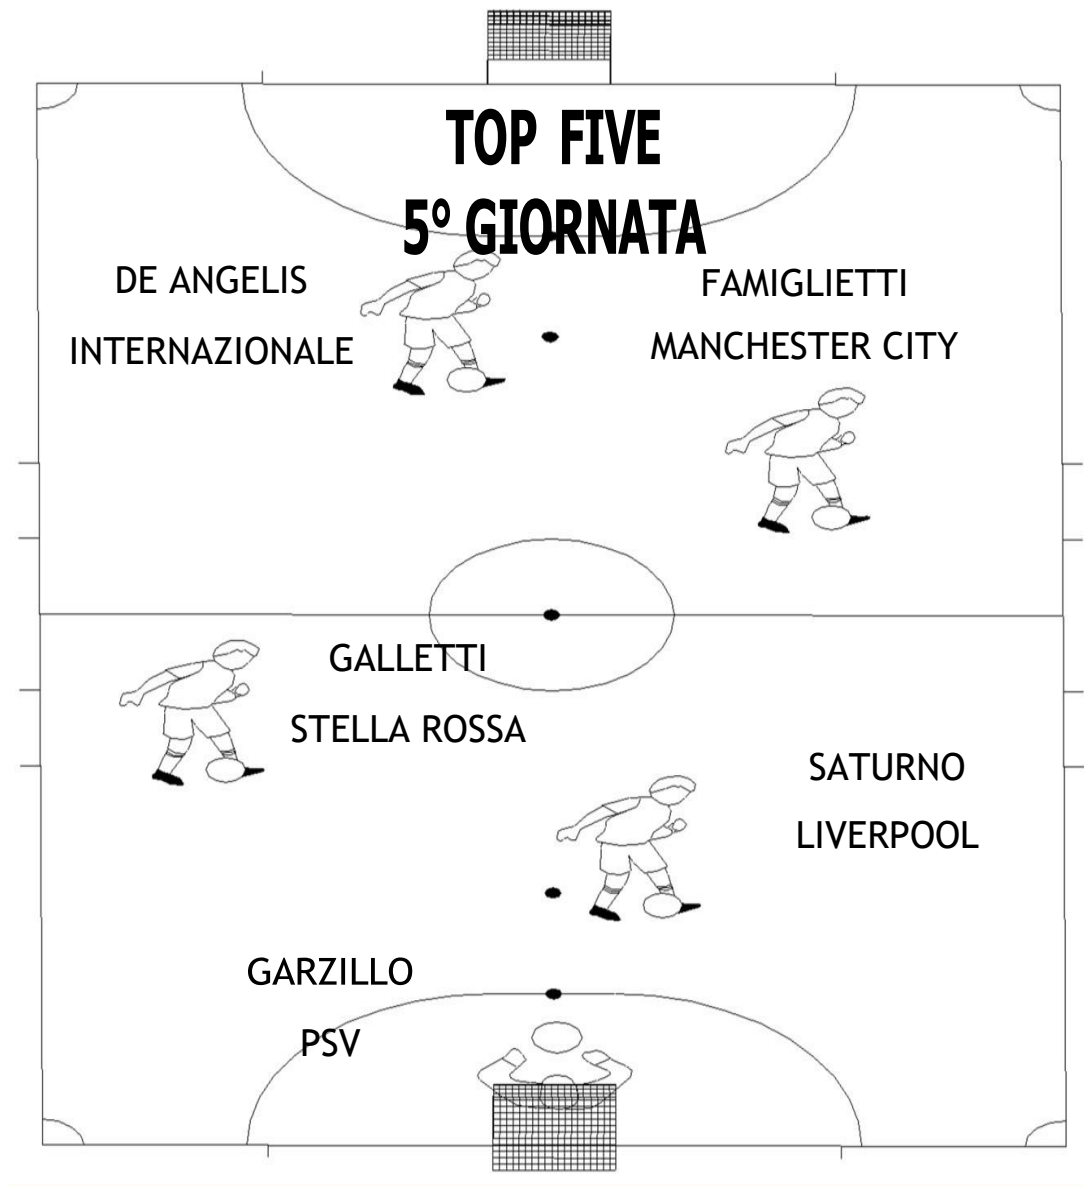 TOP FIVE
5° GIORNATA
DE ANGELIS
INTERNAZIONALE
FAMIGLIETTI
MANCHESTER CITY
GALLETTI
STELLA ROSSA
SATURNO
LIVERPOOL
GARZILLO
PSV